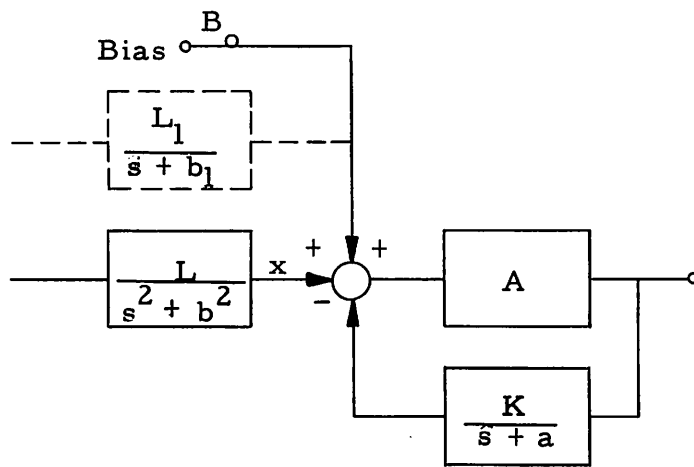 B
Bias
L₁
s + b₁
+ +
L
s² + b²
x
−
A
K
s + a